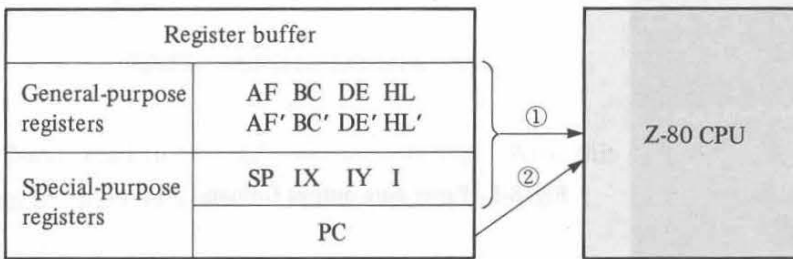 Register buffer
General-purpose
registers
AF BC DE HL
AF' BC' DE' HL'
Special-purpose
registers
SP IX IY I
PC
①
②
Z-80 CPU